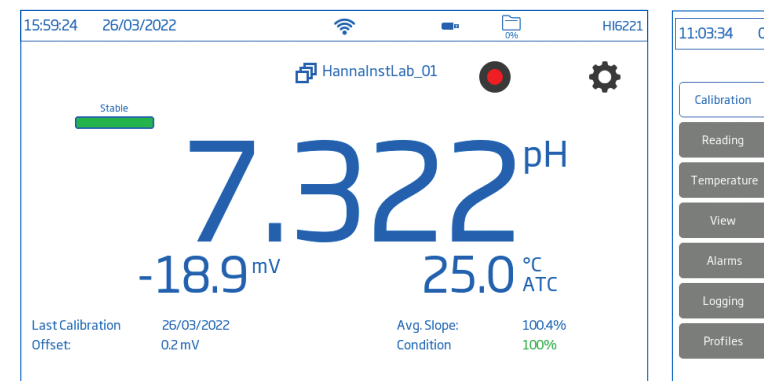 15:59:24 26/03/2022 0% HI6221
HannaInstLab_01
Stable
7.322 pH
-18.9 mV 25.0 °C ATC
Last Calibration 26/03/2022 Avg. Slope: 100.4%
Offset: 0.2 mV Condition 100%
11:03:34
Calibration
Reading
Temperature
View
Alarms
Logging
Profiles